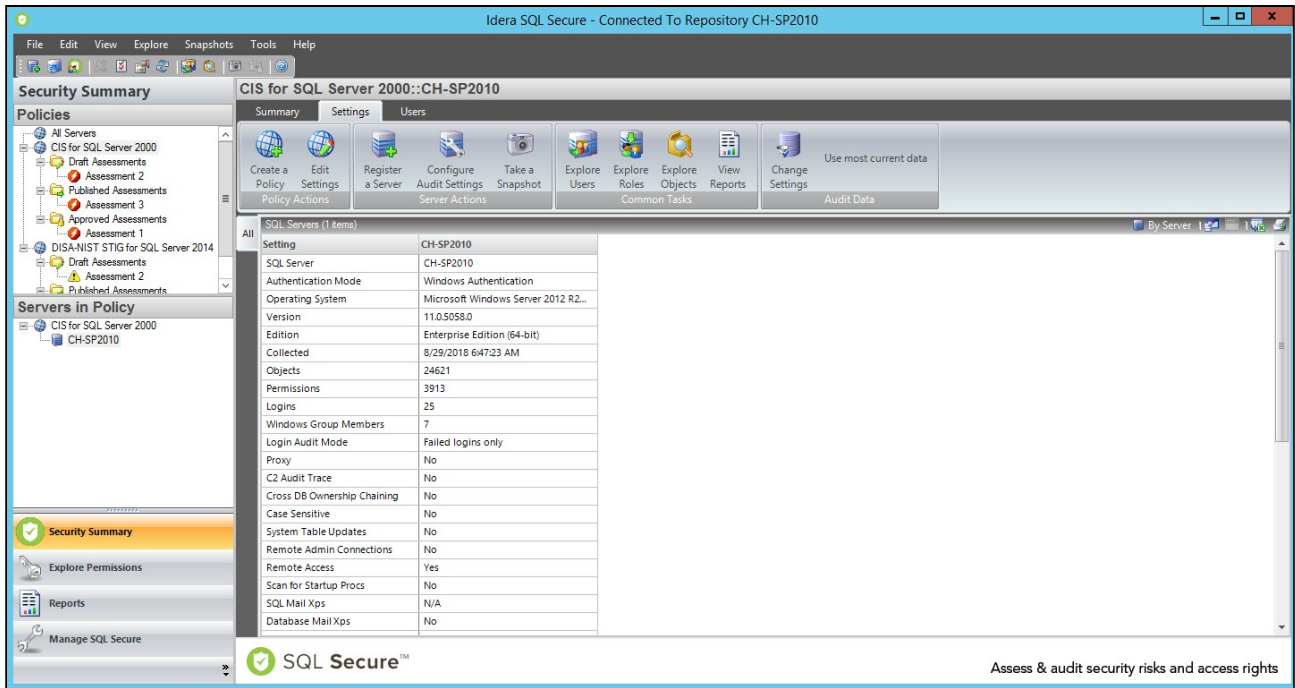 Idera SQL Secure - Connected To Repository CH-SP2010
File Edit View Explore Snapshots Tools Help
Security Summary
Policies
All Servers
CIS for SQL Server 2000
Draft Assessments
Assessment 2
Published Assessments
Assessment 3
Approved Assessments
Assessment 1
DISA-NIST STIG for SQL Server 2014
Draft Assessments
Assessment 2
Published Assessments
Servers in Policy
CIS for SQL Server 2000
CH-SP2010
Security Summary
Explore Permissions
Reports
Manage SQL Secure
CIS for SQL Server 2000::CH-SP2010
Summary Settings Users
Create a Policy
Edit Settings
Policy Actions
Register a Server
Configure Audit Settings
Take a Snapshot
Server Actions
Explore Users
Explore Roles
Explore Objects
View Reports
Common Tasks
Change Settings
Use most current data
Audit Data
All
SQL Servers (1 items)
By Server
Setting CH-SP2010
SQL Server CH-SP2010
Authentication Mode Windows Authentication
Operating System Microsoft Windows Server 2012 R2...
Version 11.0.5058.0
Edition Enterprise Edition (64-bit)
Collected 8/29/2018 6:47:23 AM
Objects 24621
Permissions 3913
Logins 25
Windows Group Members 7
Login Audit Mode Failed logins only
Proxy No
C2 Audit Trace No
Cross DB Ownership Chaining No
Case Sensitive No
System Table Updates No
Remote Admin Connections No
Remote Access Yes
Scan for Startup Procs No
SQL Mail Xps N/A
Database Mail Xps No
SQL Secure™
Assess & audit security risks and access rights